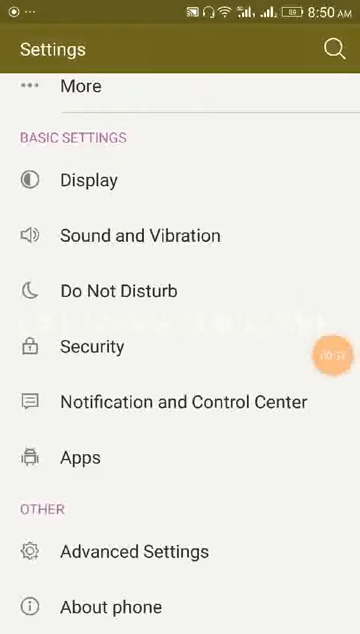 8:50 AM
Settings
More
BASIC SETTINGS
Display
Sound and Vibration
Do Not Disturb
Security
Notification and Control Center
Apps
OTHER
Advanced Settings
About phone